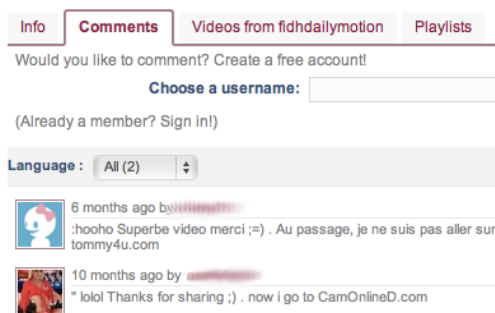 Info Comments Videos from fidhdailymotion Playlists
Would you like to comment? Create a free account!
Choose a username:
(Already a member? Sign in!)
Language : All (2)
6 months ago by
:hooho Superbe video merci ;=) . Au passage, je ne suis pas aller sur
tommy4u.com
10 months ago by
" lolol Thanks for sharing ;) . now i go to CamOnlineD.com